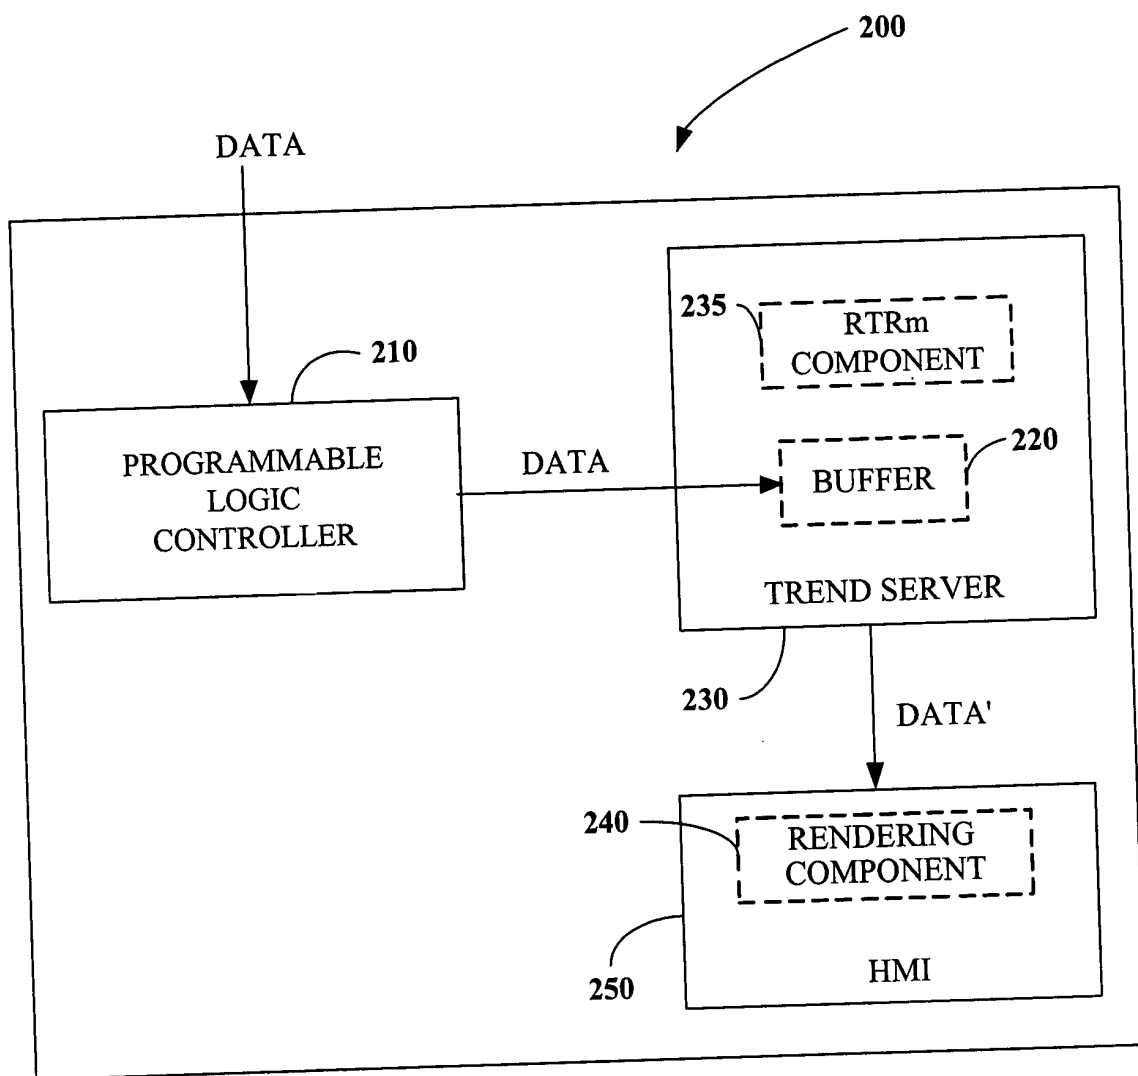 200
DATA
235
RTRm
COMPONENT
210
PROGRAMMABLE
LOGIC
CONTROLLER
DATA
220
BUFFER
TREND SERVER
230
DATA'
240
RENDERING
COMPONENT
250
HMI